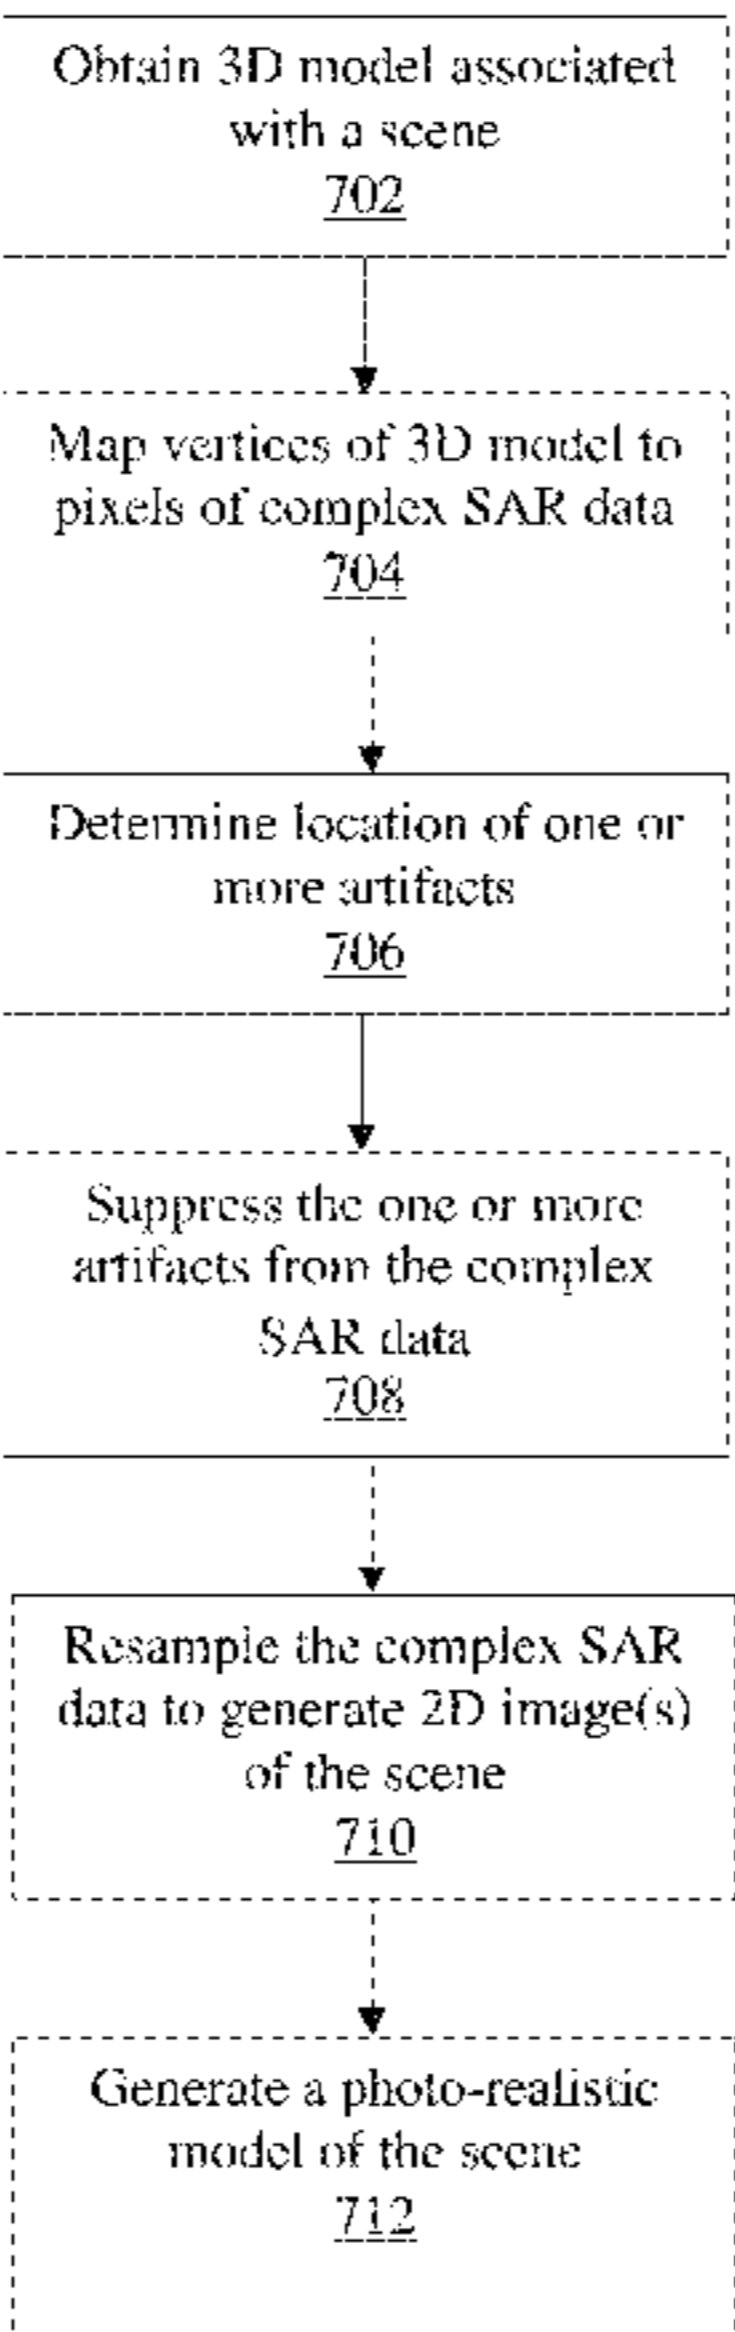 Obtain 3D model associated
with a scene
702
Map vertices of 3D model to
pixels of complex SAR data
704
Determine location of one or
more artifacts
706
Suppress the one or more
artifacts from the complex
SAR data
708
Resample the complex SAR
data to generate 2D image(s)
of the scene
710
Generate a photo-realistic
model of the scene
712